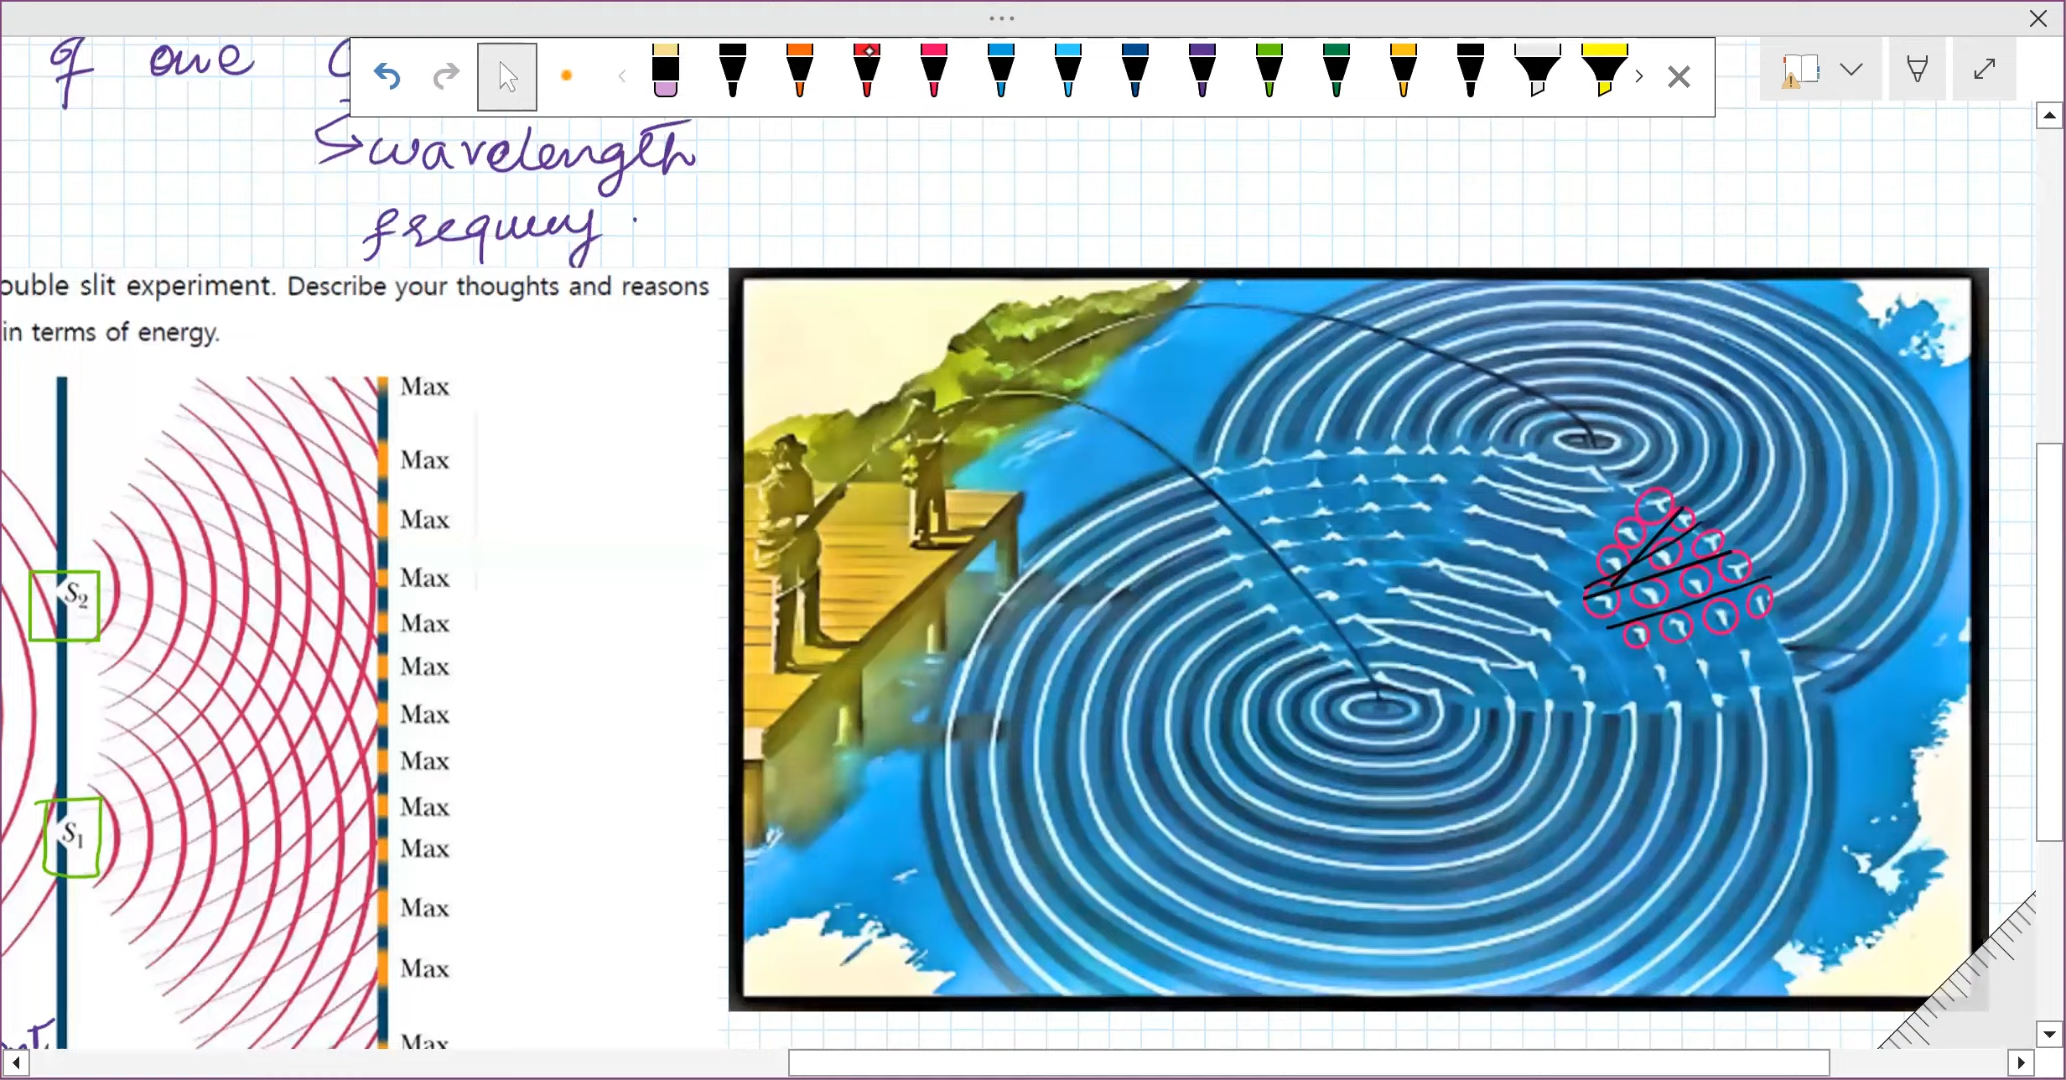 of one
↳ wavelength
frequency.
ouble slit experiment. Describe your thoughts and reasons
in terms of energy.
Max
Max
Max
Max
S₂
Max
Max
Max
Max
Max
S₁
Max
Max
Max
Max